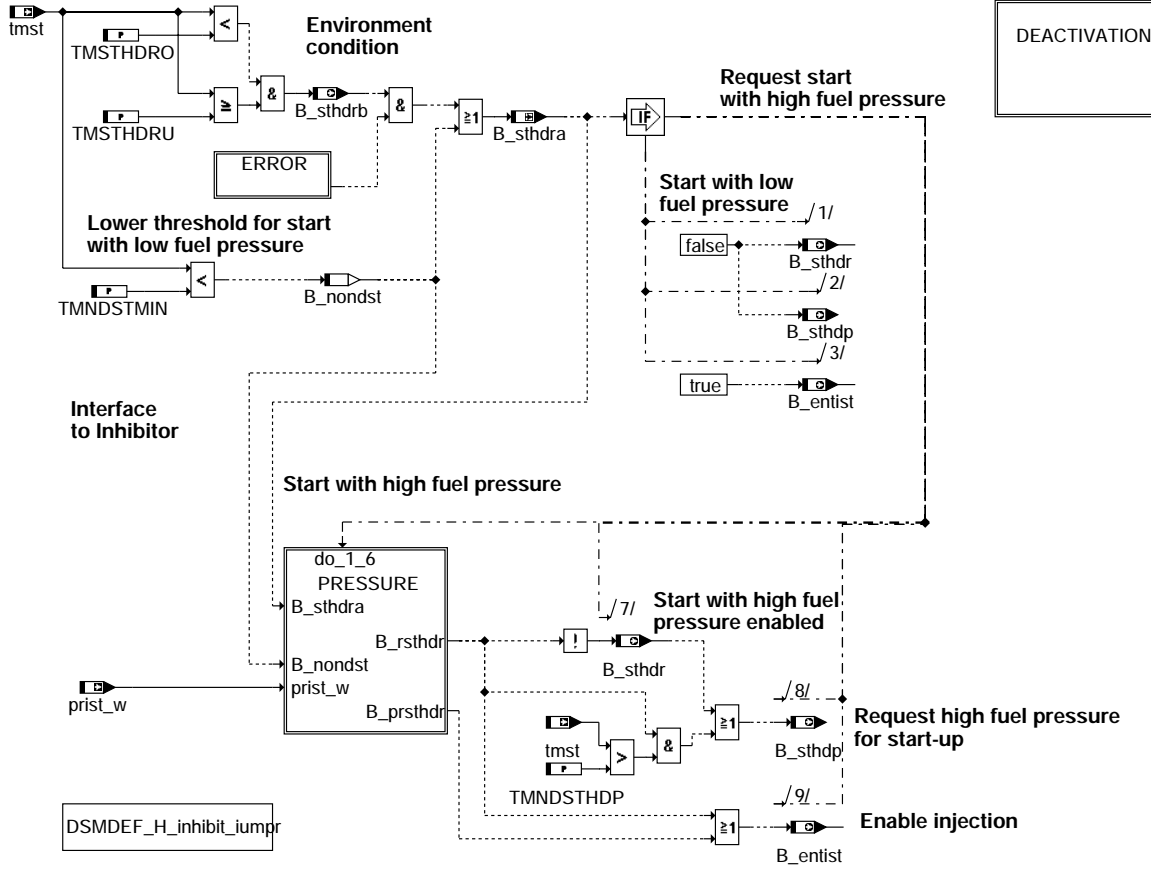 tmst
TMSTHDRO
<
Environment
condition
DEACTIVATION
Request start
with high fuel pressure
P
≥
&
B_sthdrb
&
≥1
B_sthdra
IF
TMSTHDRU
P
ERROR
Lower threshold for start
with low fuel pressure
Start with low
fuel pressure
/1/
false
B_sthdr
/2/
<
B_nondst
P
TMNDSTMIN
B_sthdp
/3/
true
B_entist
Interface
to Inhibitor
Start with high fuel pressure
do_1_6
PRESSURE
B_sthdra
/7/
Start with high fuel
pressure enabled
B_rsthdr
!
B_sthdr
B_nondst
prist_w
prist_w
B_prsthdr
/8/
≥1
Request high fuel pressure
for start-up
B_sthdp
tmst
&
>
P
TMNDSTHDP
/9/
DSMDEF_H_inhibit_iumpr
≥1
Enable injection
B_entist